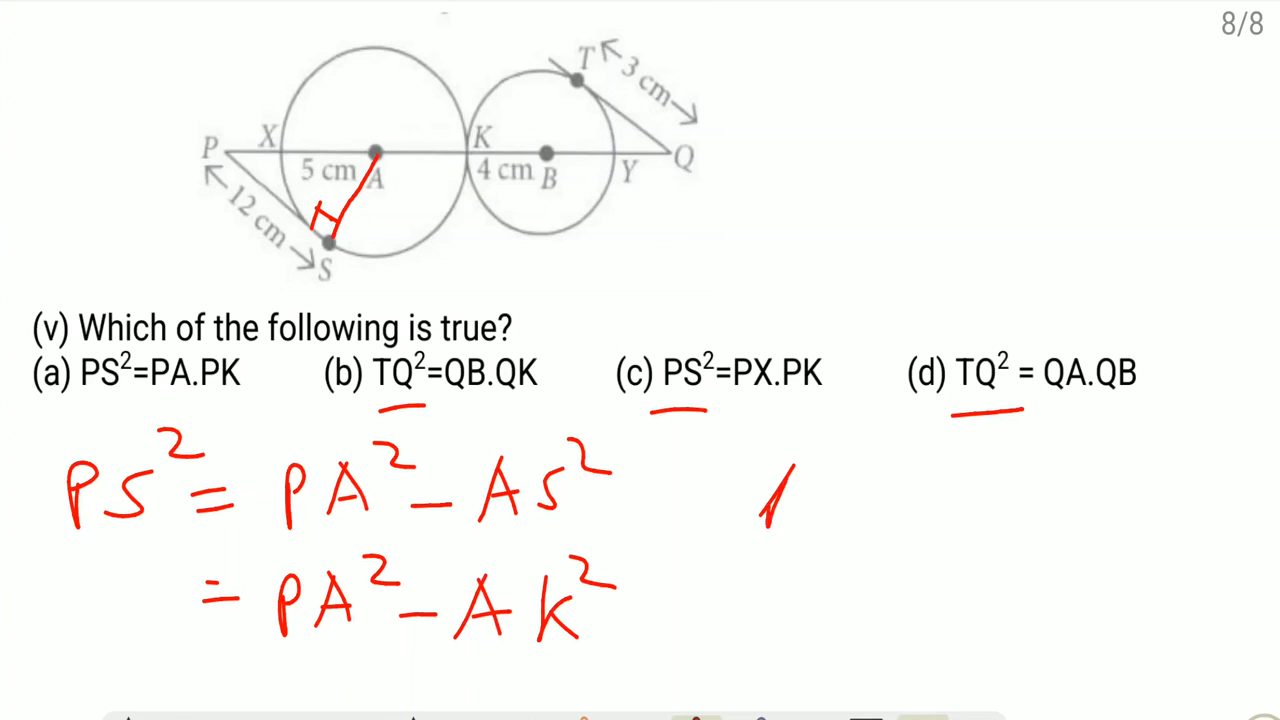 8/8
T 3 cm
P X K Q
5 cm A 4 cm B Y
12 cm
S
(v) Which of the following is true?
(a) PS²=PA.PK (b) TQ²=QB.QK (c) PS²=PX.PK (d) TQ² = QA.QB
PS² = PA² - AS²
= PA² - AK²